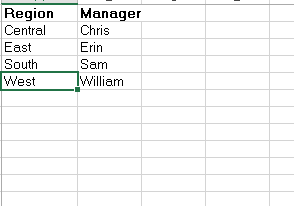 Region Manager
Central Chris
East Erin
South Sam
West William